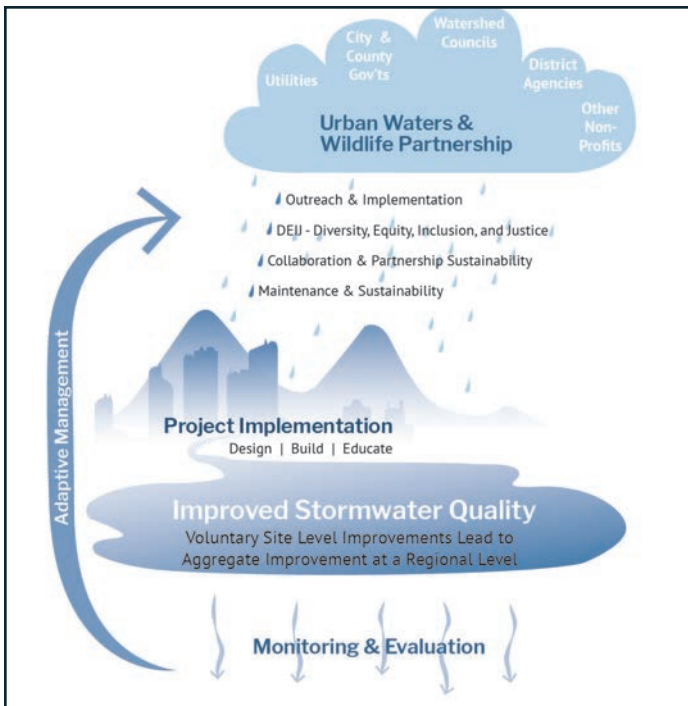 Watershed
Councils
City &
County
Gov'ts
Utilities
District
Agencies
Other
Non-
Profits
Urban Waters &
Wildlife Partnership
Outreach & Implementation
DEIJ - Diversity, Equity, Inclusion, and Justice
Collaboration & Partnership Sustainability
Maintenance & Sustainability
Adaptive Management
Project Implementation
Design | Build | Educate
Improved Stormwater Quality
Voluntary Site Level Improvements Lead to
Aggregate Improvement at a Regional Level
Monitoring & Evaluation